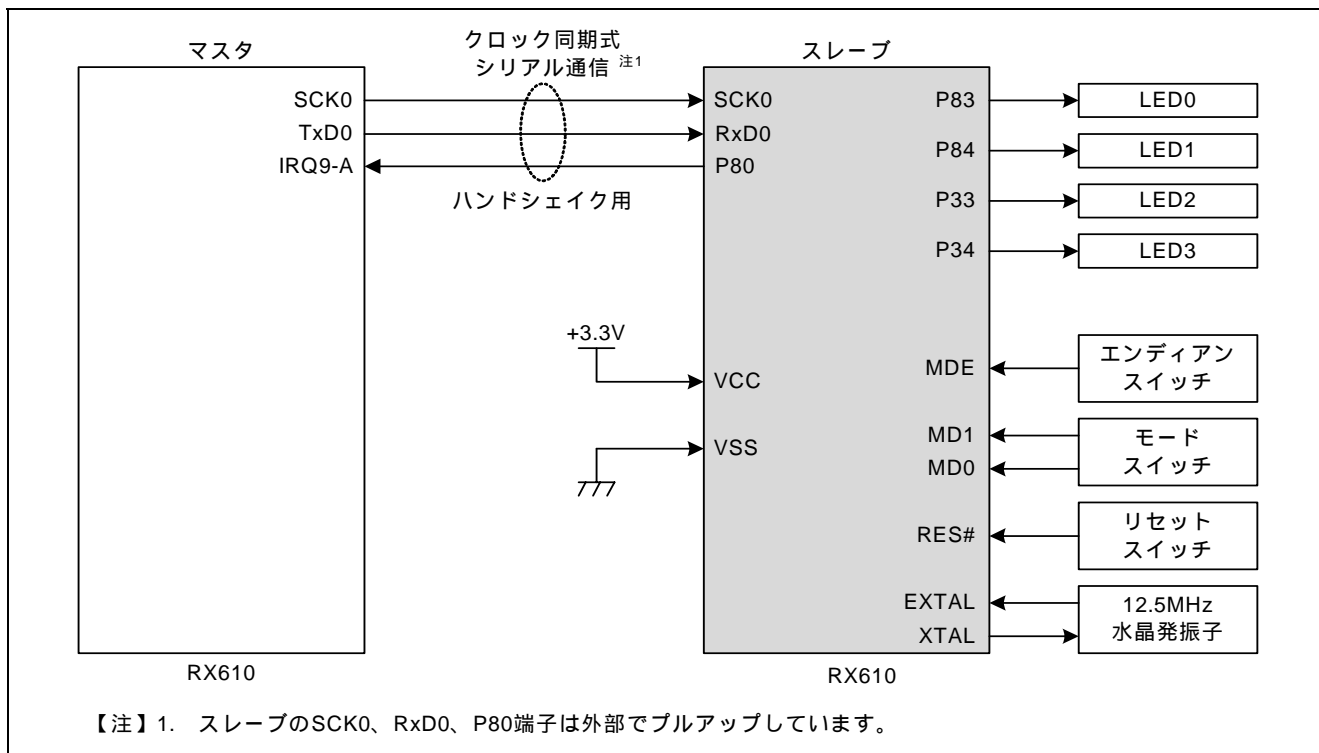 クロック同期式
シリアル通信 注1
マスタ
スレーブ
SCK0
TxD0
IRQ9-A
SCK0
RxD0
P80
ハンドシェイク用
P83
P84
P33
P34
LED0
LED1
LED2
LED3
+3.3V
VCC
VSS
MDE
MD1
MD0
RES#
EXTAL
XTAL
エンディアン
スイッチ
モード
スイッチ
リセット
スイッチ
12.5MHz
水晶発振子
RX610
RX610
【注】1. スレーブのSCK0、RxD0、P80端子は外部でプルアップしています。